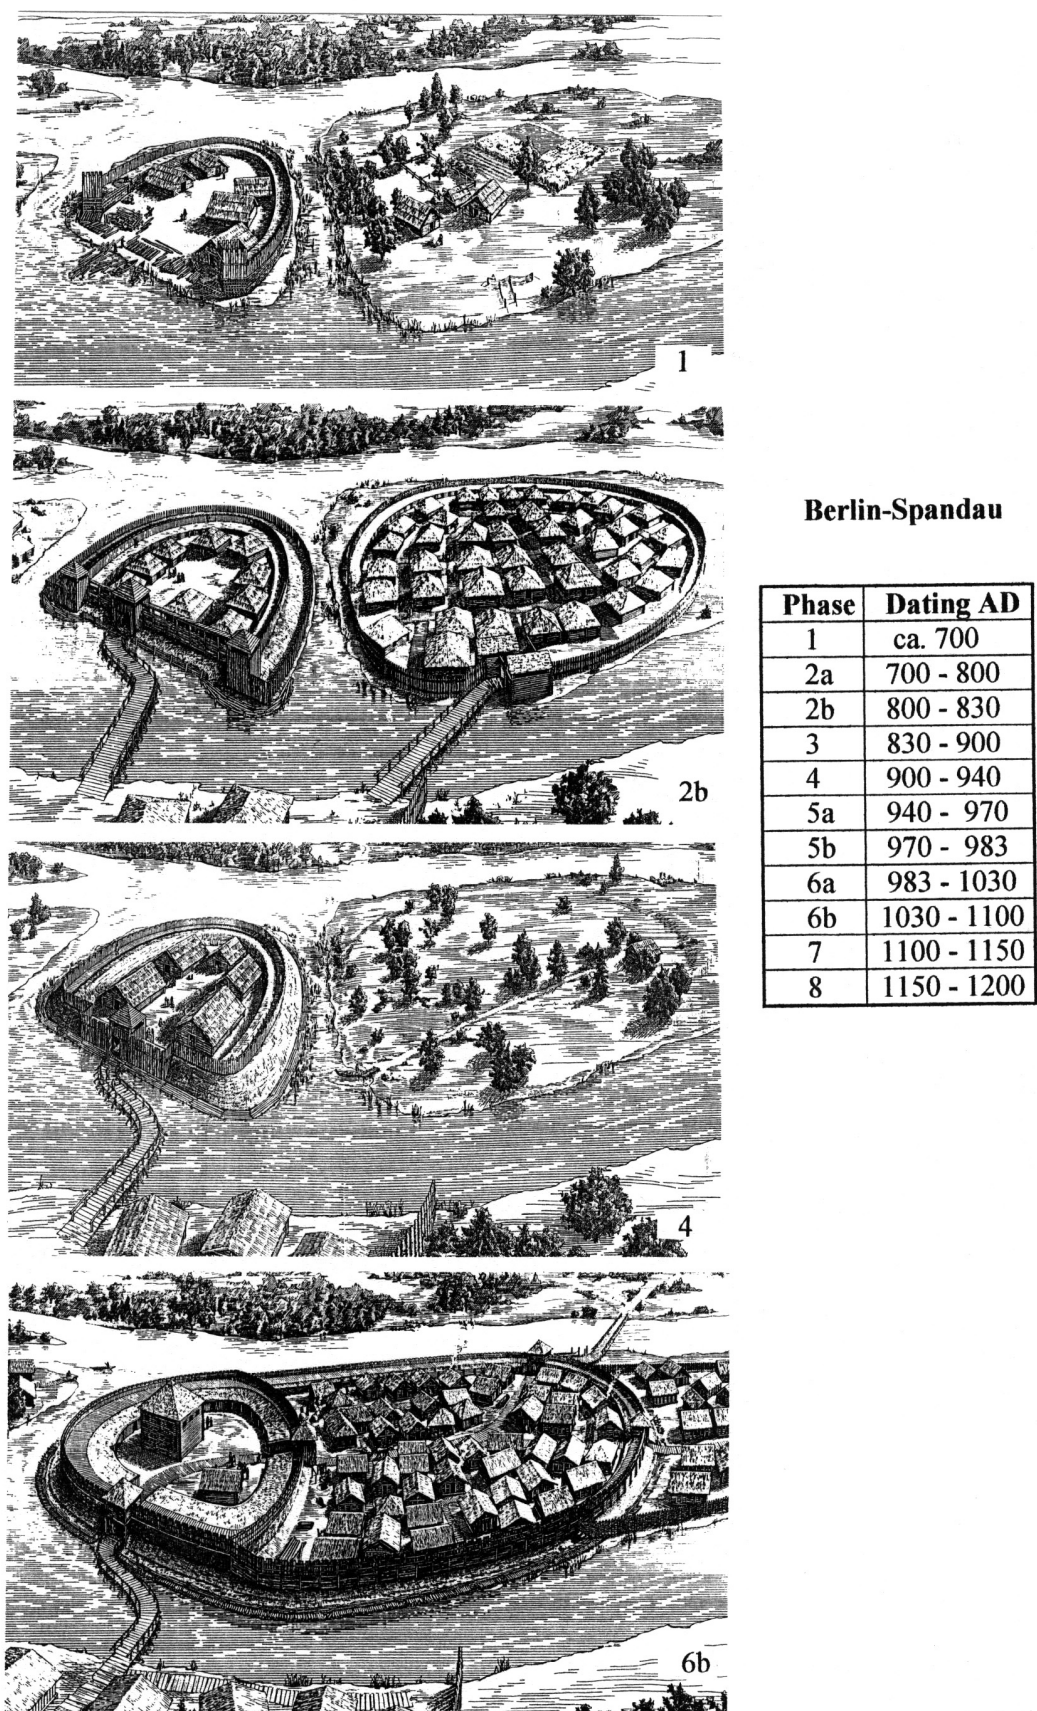 1
2b
4
6b
Berlin-Spandau
Phase Dating AD
1 ca. 700
2a 700 - 800
2b 800 - 830
3 830 - 900
4 900 - 940
5a 940 - 970
5b 970 - 983
6a 983 - 1030
6b 1030 - 1100
7 1100 - 1150
8 1150 - 1200